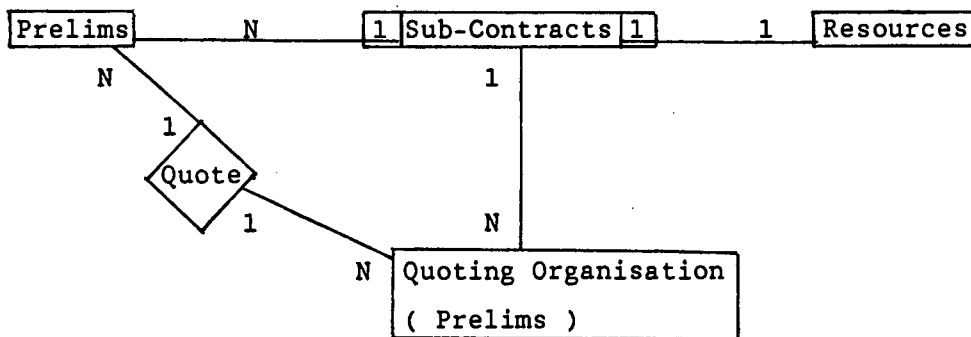 Prelims N 1 Sub-Contracts 1 1 Resources
N 1
1
Quote
1
N
N Quoting Organisation
( Prelims )